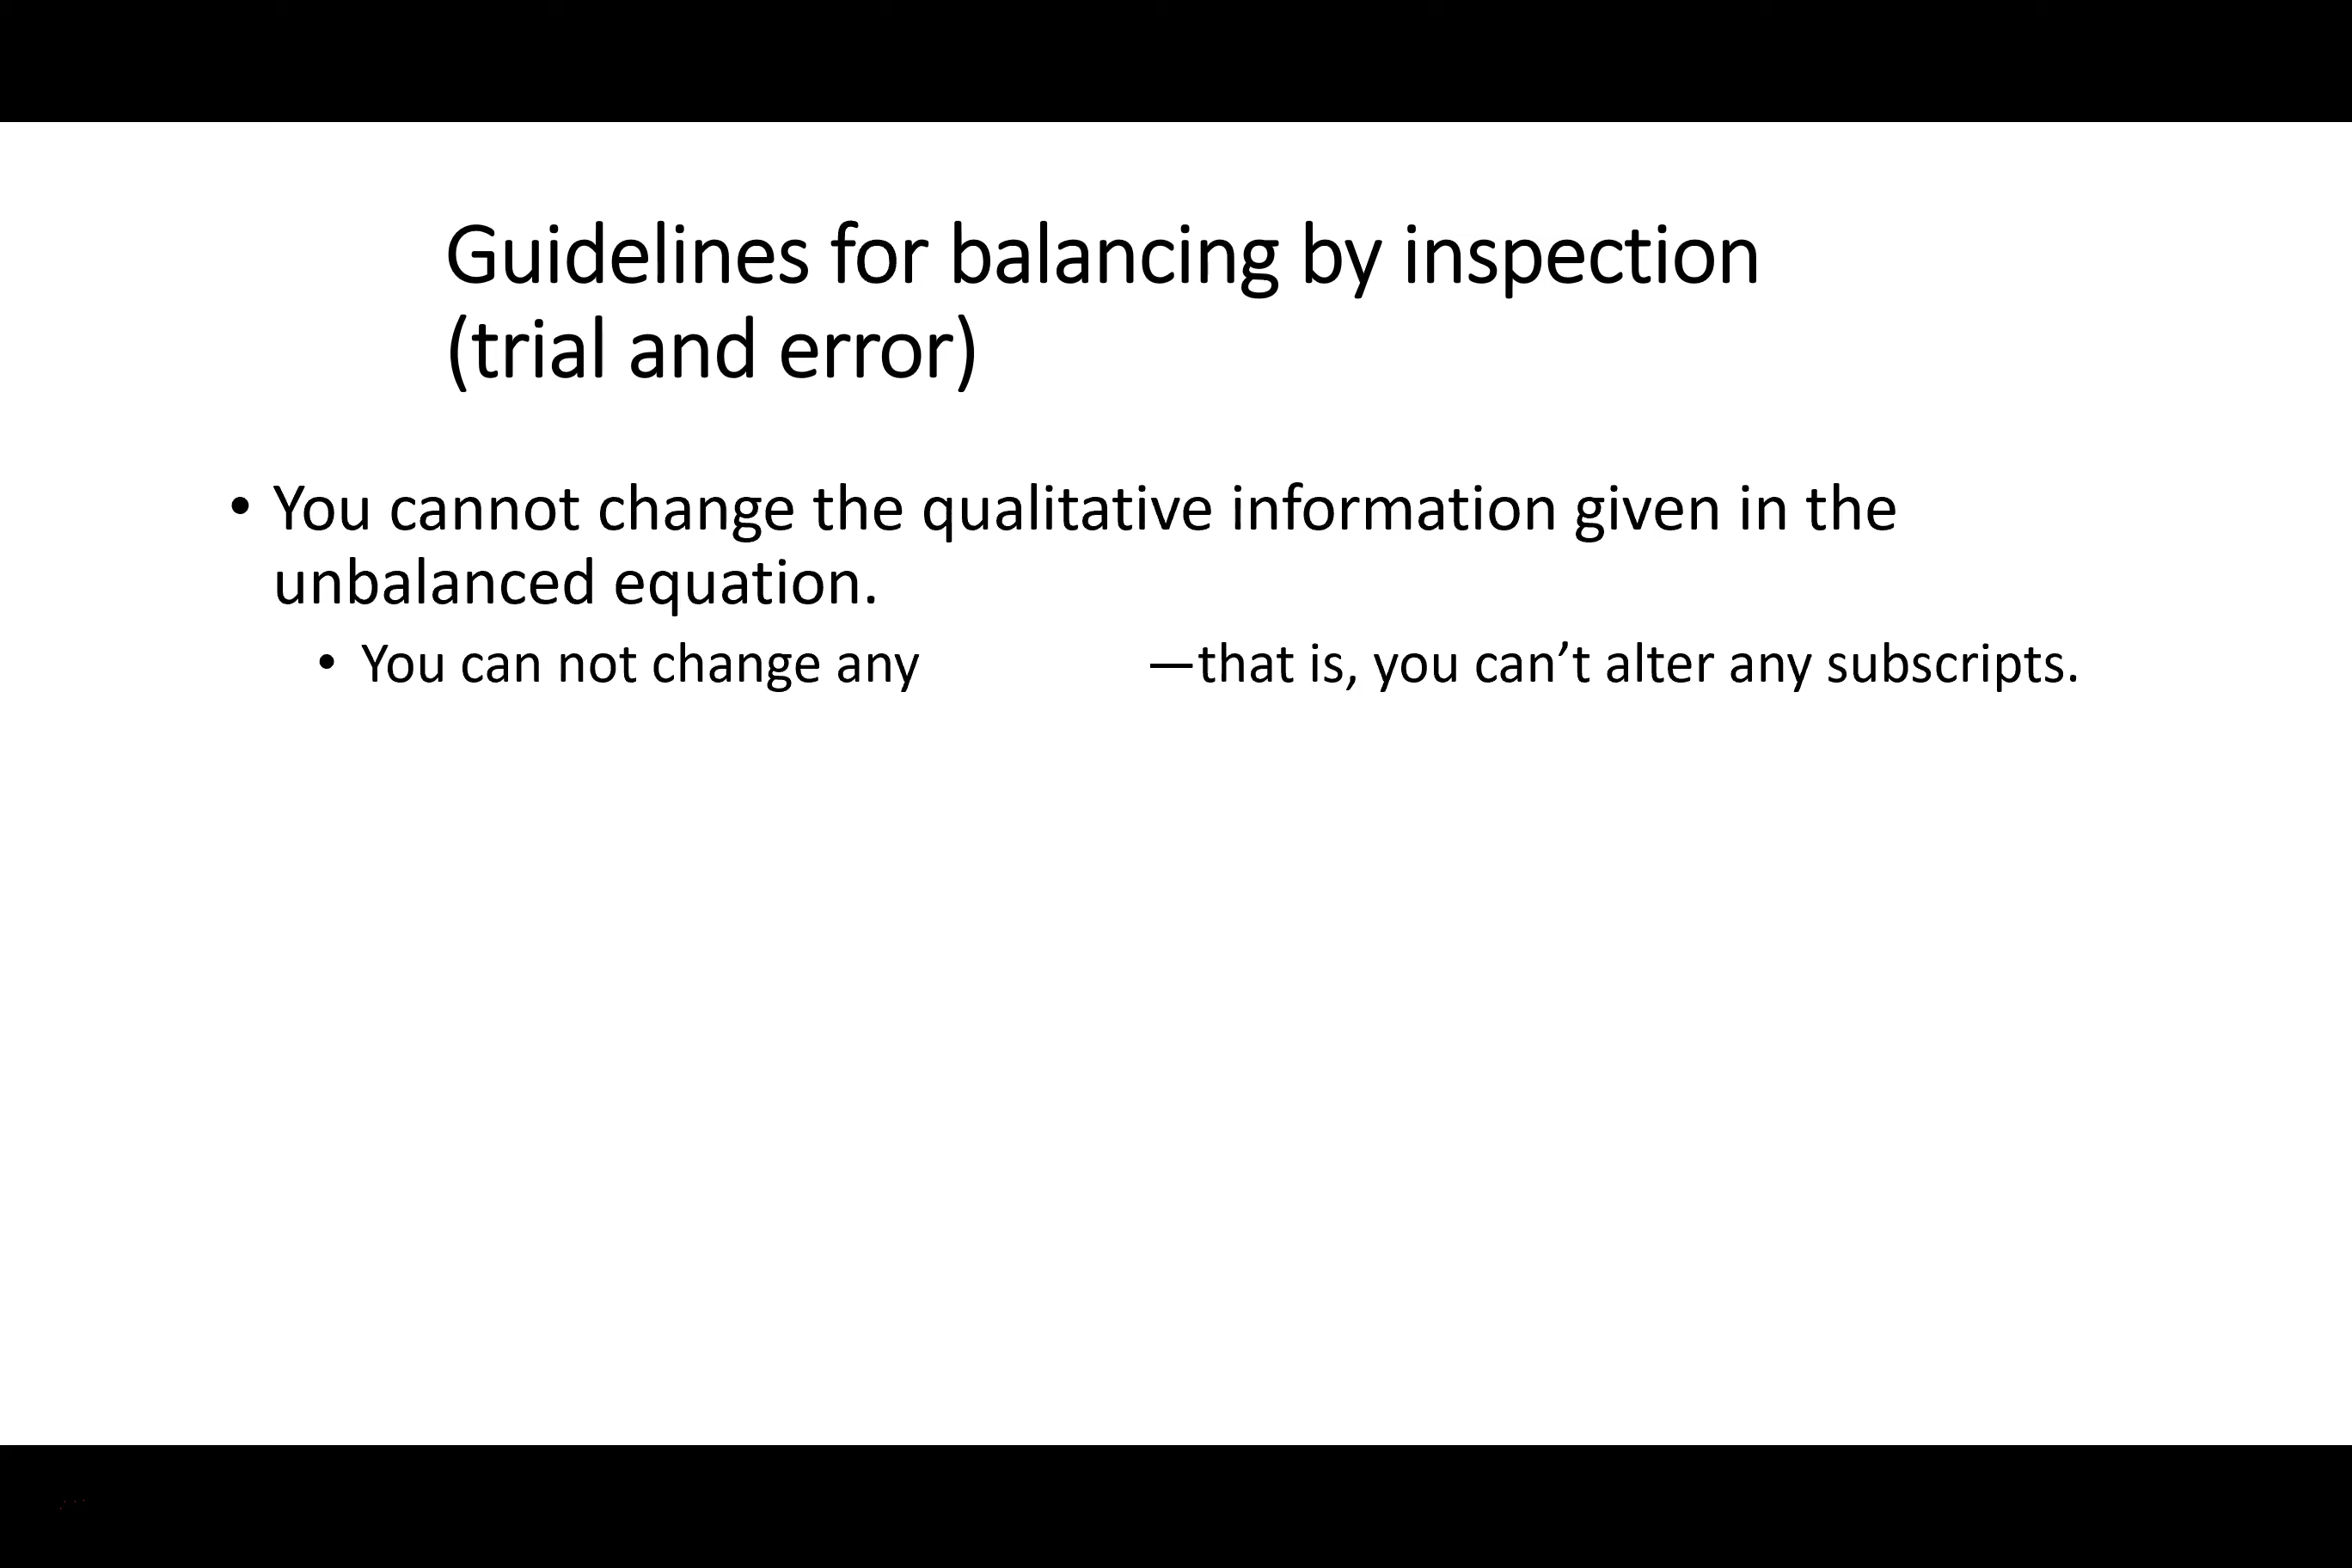 Guidelines for balancing by inspection
(trial and error)
• You cannot change the qualitative information given in the
unbalanced equation.
• You can not change any —that is, you can’t alter any subscripts.